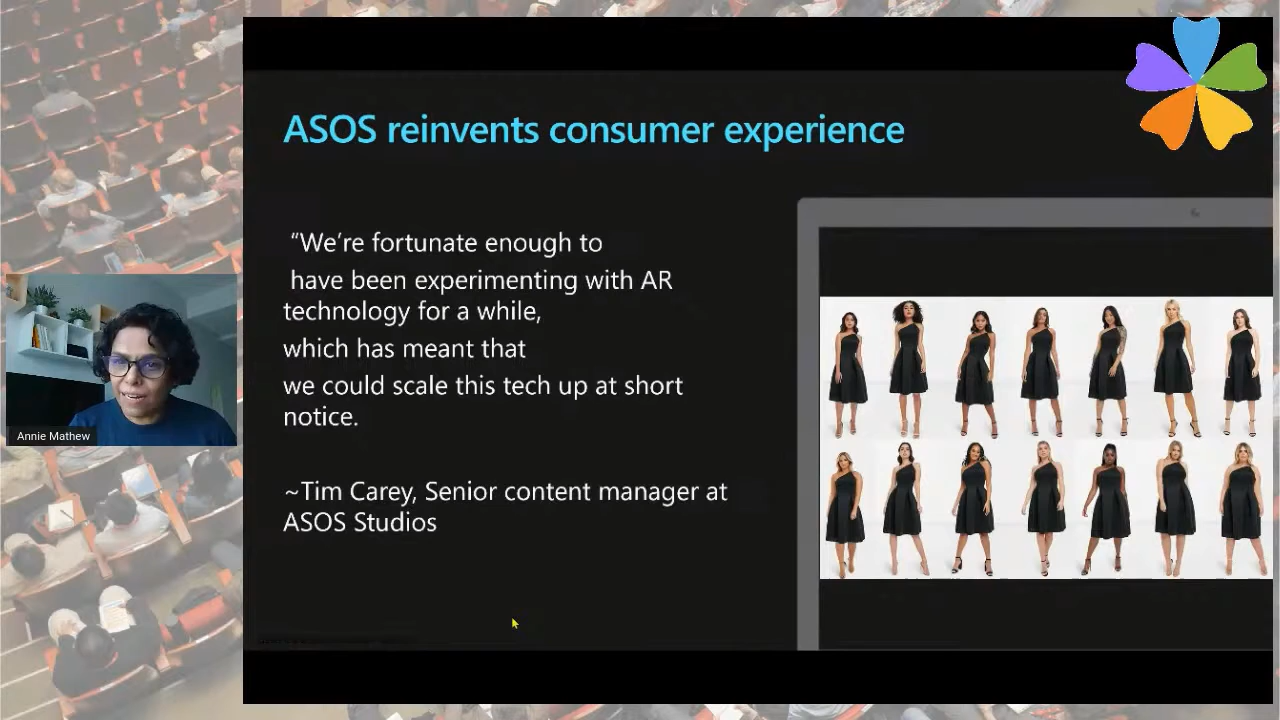 ASOS reinvents consumer experience
“We’re fortunate enough to
have been experimenting with AR
technology for a while,
which has meant that
we could scale this tech up at short
notice.
~Tim Carey, Senior content manager at
ASOS Studios
Annie Mathew